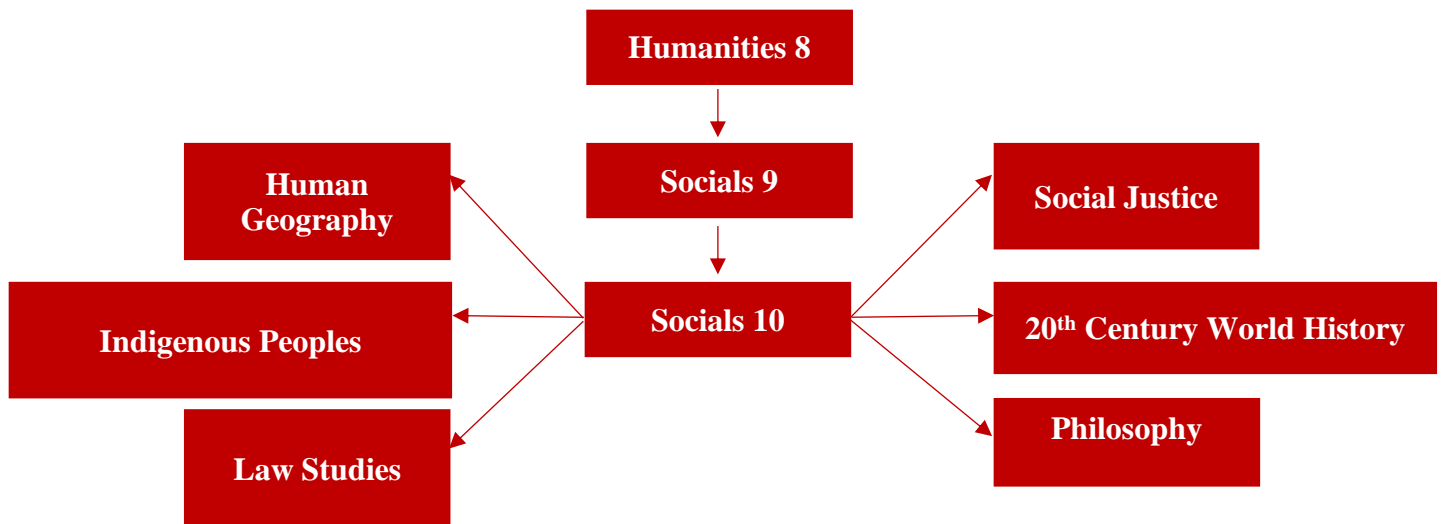 Humanities 8
Socials 9
Human
Geography
Social Justice
Socials 10
Indigenous Peoples
20th Century World History
Law Studies
Philosophy